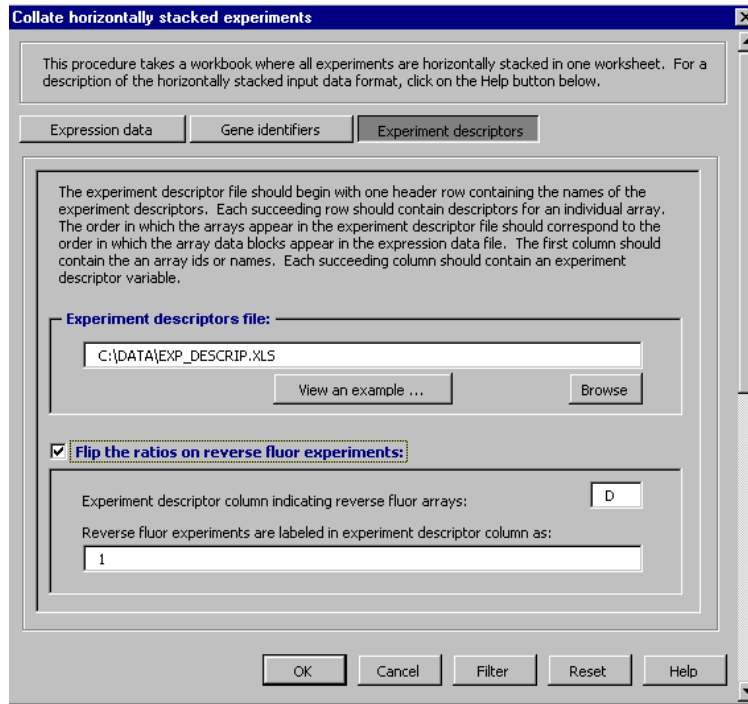 Collate horizontally stacked experiments
This procedure takes a workbook where all experiments are horizontally stacked in one worksheet. For a
description of the horizontally stacked input data format, click on the Help button below.
Expression data Gene identifiers Experiment descriptors
The experiment descriptor file should begin with one header row containing the names of the
experiment descriptors. Each succeeding row should contain descriptors for an individual array.
The order in which the arrays appear in the experiment descriptor file should correspond to the
order in which the array data blocks appear in the expression data file. The first column should
contain the an array ids or names. Each succeeding column should contain an experiment
descriptor variable.
Experiment descriptors file:
C:\DATA\EXP_DESCRIP.XLS
View an example ... Browse
Flip the ratios on reverse fluor experiments:
Experiment descriptor column indicating reverse fluor arrays: D
Reverse fluor experiments are labeled in experiment descriptor column as:
1
OK Cancel Filter Reset Help